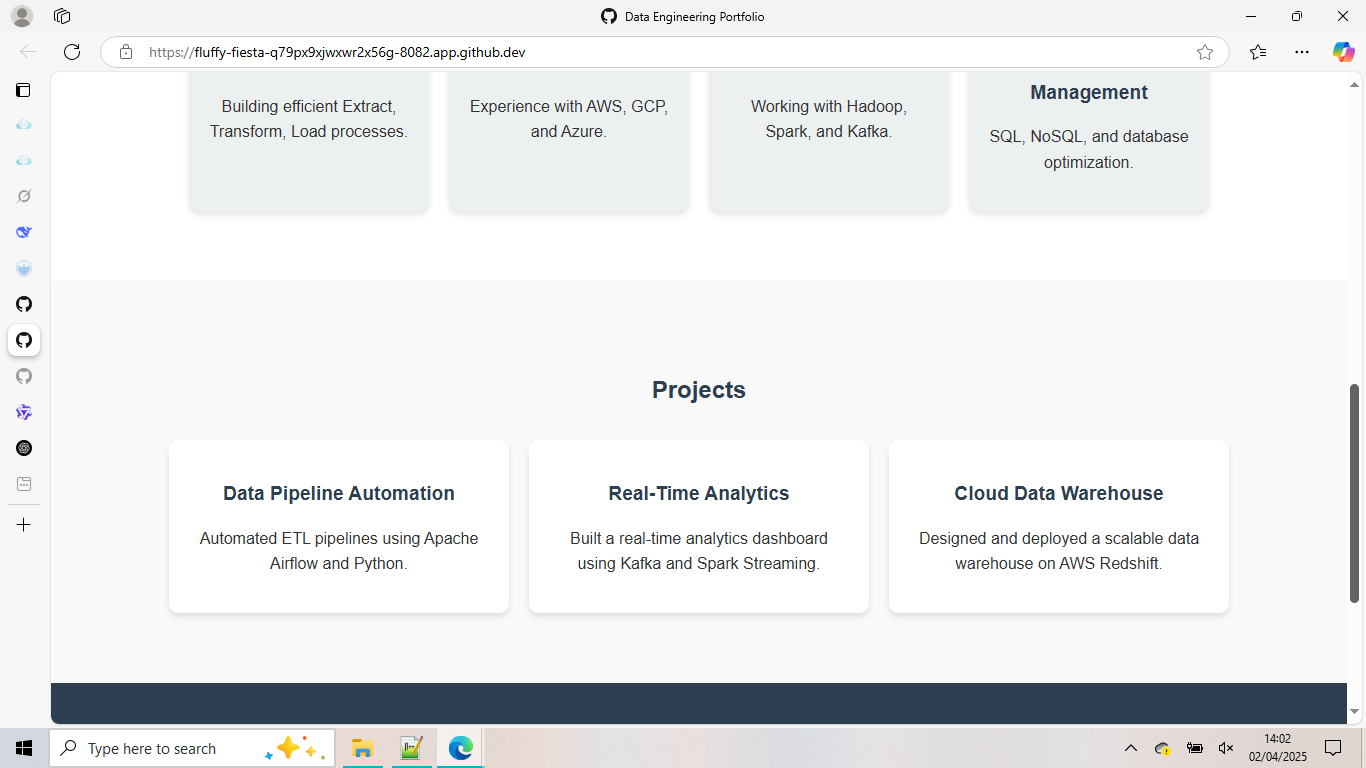 Data Engineering Portfolio
https://fluffy-fiesta-q79px9xjwxwr2x56g-8082.app.github.dev
Building efficient Extract,
Transform, Load processes.
Experience with AWS, GCP,
and Azure.
Working with Hadoop,
Spark, and Kafka.
Management
SQL, NoSQL, and database
optimization.
Projects
Data Pipeline Automation
Automated ETL pipelines using Apache
Airflow and Python.
Real-Time Analytics
Built a real-time analytics dashboard
using Kafka and Spark Streaming.
Cloud Data Warehouse
Designed and deployed a scalable data
warehouse on AWS Redshift.
Type here to search
14:02
02/04/2025